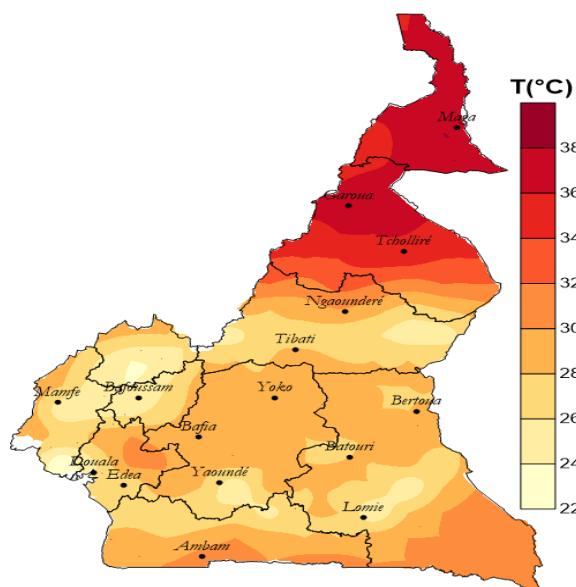 T(°C)
Maga
38
36
Garoua
34
Tcholliré
32
Ngaounderé
30
Tibati
28
Mamfe
Bafoussam
Yoko
Bertoua
26
Bafia
Batouri
24
Douala
Edea
Yaoundé
Lomie
22
Ambam